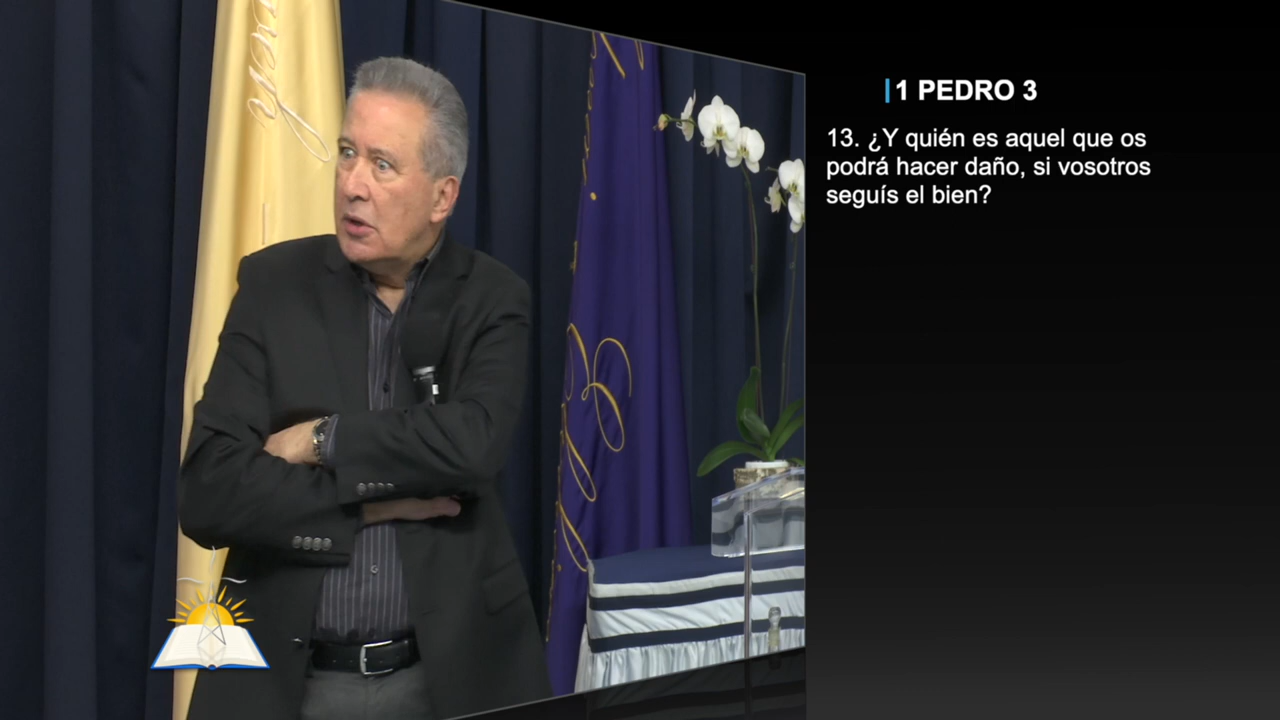 1 PEDRO 3
13. ¿Y quién es aquel que os
podrá hacer daño, si vosotros
seguís el bien?